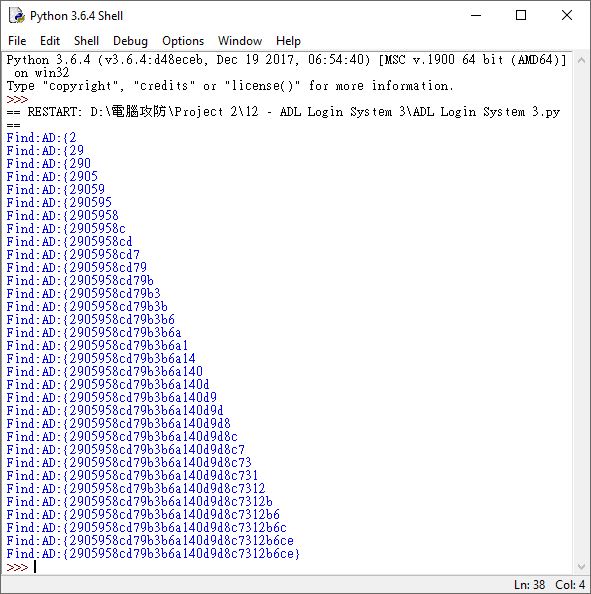 Python 3.6.4 Shell
File Edit Shell Debug Options Window Help
Python 3.6.4 (v3.6.4:d48eceb, Dec 19 2017, 06:54:40) [MSC v.1900 64 bit (AMD64)]
 on win32
Type "copyright", "credits" or "license()" for more information.
>>>
== RESTART: D:\電腦攻防\Project 2\12 - ADL Login System 3\ADL Login System 3.py
==
Find:AD:{2
Find:AD:{29
Find:AD:{290
Find:AD:{2905
Find:AD:{29059
Find:AD:{290595
Find:AD:{2905958
Find:AD:{2905958c
Find:AD:{2905958cd
Find:AD:{2905958cd7
Find:AD:{2905958cd79
Find:AD:{2905958cd79b
Find:AD:{2905958cd79b3
Find:AD:{2905958cd79b3b
Find:AD:{2905958cd79b3b6
Find:AD:{2905958cd79b3b6a
Find:AD:{2905958cd79b3b6a1
Find:AD:{2905958cd79b3b6a14
Find:AD:{2905958cd79b3b6a140
Find:AD:{2905958cd79b3b6a140d
Find:AD:{2905958cd79b3b6a140d9
Find:AD:{2905958cd79b3b6a140d9d
Find:AD:{2905958cd79b3b6a140d9d8
Find:AD:{2905958cd79b3b6a140d9d8c
Find:AD:{2905958cd79b3b6a140d9d8c7
Find:AD:{2905958cd79b3b6a140d9d8c73
Find:AD:{2905958cd79b3b6a140d9d8c731
Find:AD:{2905958cd79b3b6a140d9d8c7312
Find:AD:{2905958cd79b3b6a140d9d8c7312b
Find:AD:{2905958cd79b3b6a140d9d8c7312b6
Find:AD:{2905958cd79b3b6a140d9d8c7312b6c
Find:AD:{2905958cd79b3b6a140d9d8c7312b6ce
Find:AD:{2905958cd79b3b6a140d9d8c7312b6ce}
>>>
Ln: 38 Col: 4